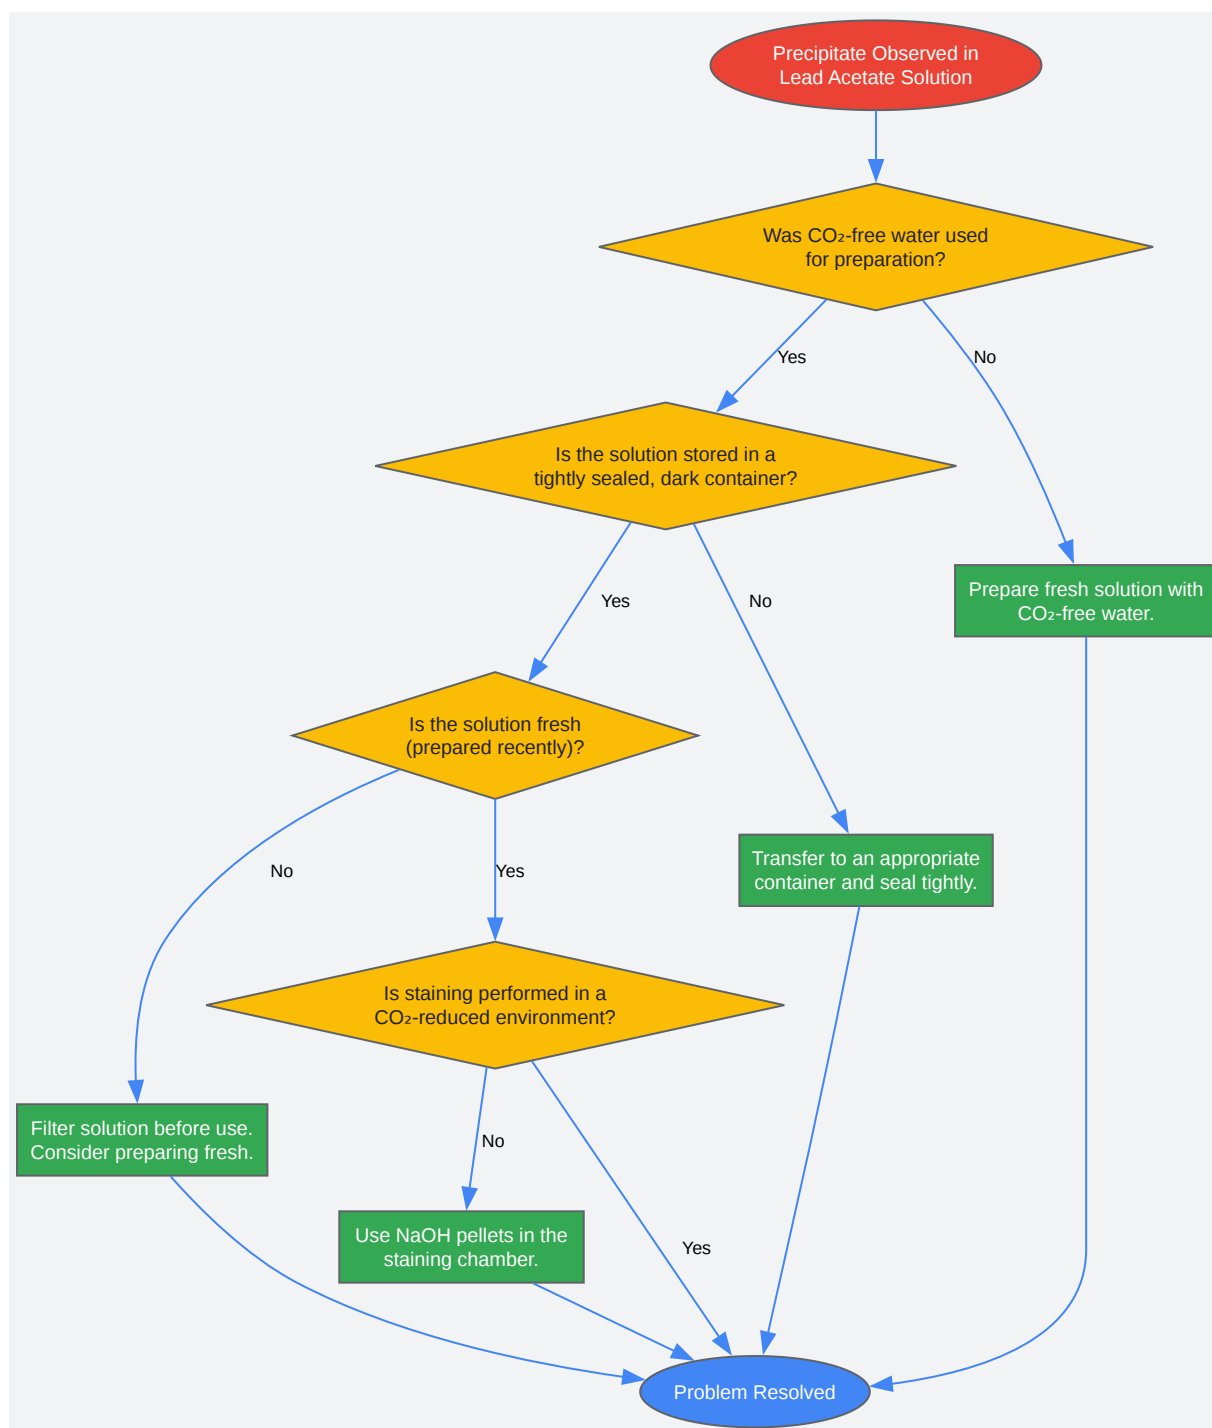 Precipitate Observed in
Lead Acetate Solution
Was CO₂-free water used
for preparation?
Yes
No
Is the solution stored in a
tightly sealed, dark container?
Prepare fresh solution with
CO₂-free water.
Yes
No
Is the solution fresh
(prepared recently)?
No
Yes
Transfer to an appropriate
container and seal tightly.
Is staining performed in a
CO₂-reduced environment?
Filter solution before use.
Consider preparing fresh.
No
Use NaOH pellets in the
staining chamber.
Yes
Problem Resolved